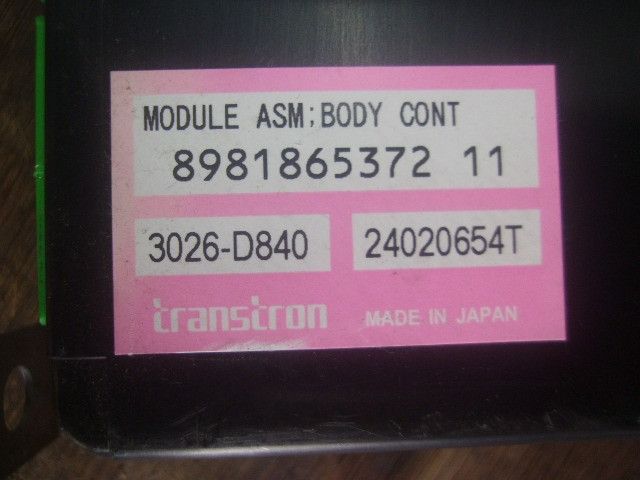 MODULE ASM;BODY CONT
8981865372 11
3026-D840 24020654T
transtron MADE IN JAPAN